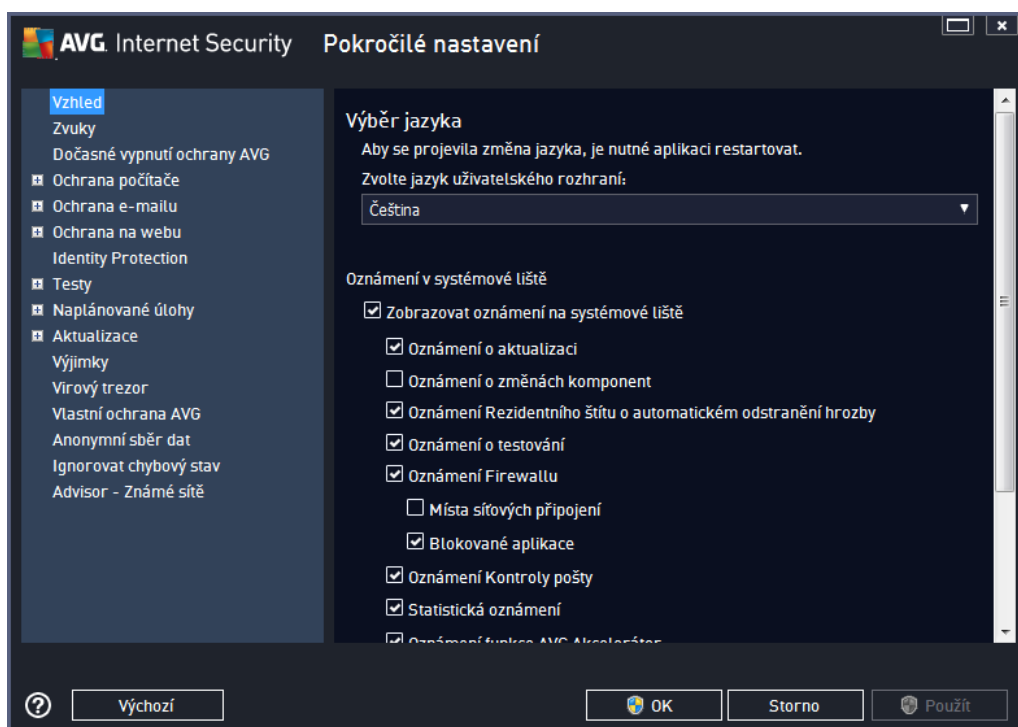 AVG. Internet Security Pokročilé nastavení
Vzhled
Zvuky
Dočasné vypnutí ochrany AVG
Ochrana počítače
Ochrana e-mailu
Ochrana na webu
Identity Protection
Testy
Naplánované úlohy
Aktualizace
Výjimky
Virový trezor
Vlastní ochrana AVG
Anonymní sběr dat
Ignorovat chybový stav
Advisor - Známé sítě
Výběr jazyka
Aby se projevila změna jazyka, je nutné aplikaci restartovat.
Zvolte jazyk uživatelského rozhraní:
Čeština
Oznámení v systémové liště
Zobrazovat oznámení na systémové liště
Oznámení o aktualizaci
Oznámení o změnách komponent
Oznámení Rezidentního štítu o automatickém odstranění hrozby
Oznámení o testování
Oznámení Firewallu
Místa síťových připojení
Blokované aplikace
Oznámení Kontroly pošty
Statistická oznámení
Oznámení funkce AVG Akcelerátor
Výchozí
OK
Storno
Použít